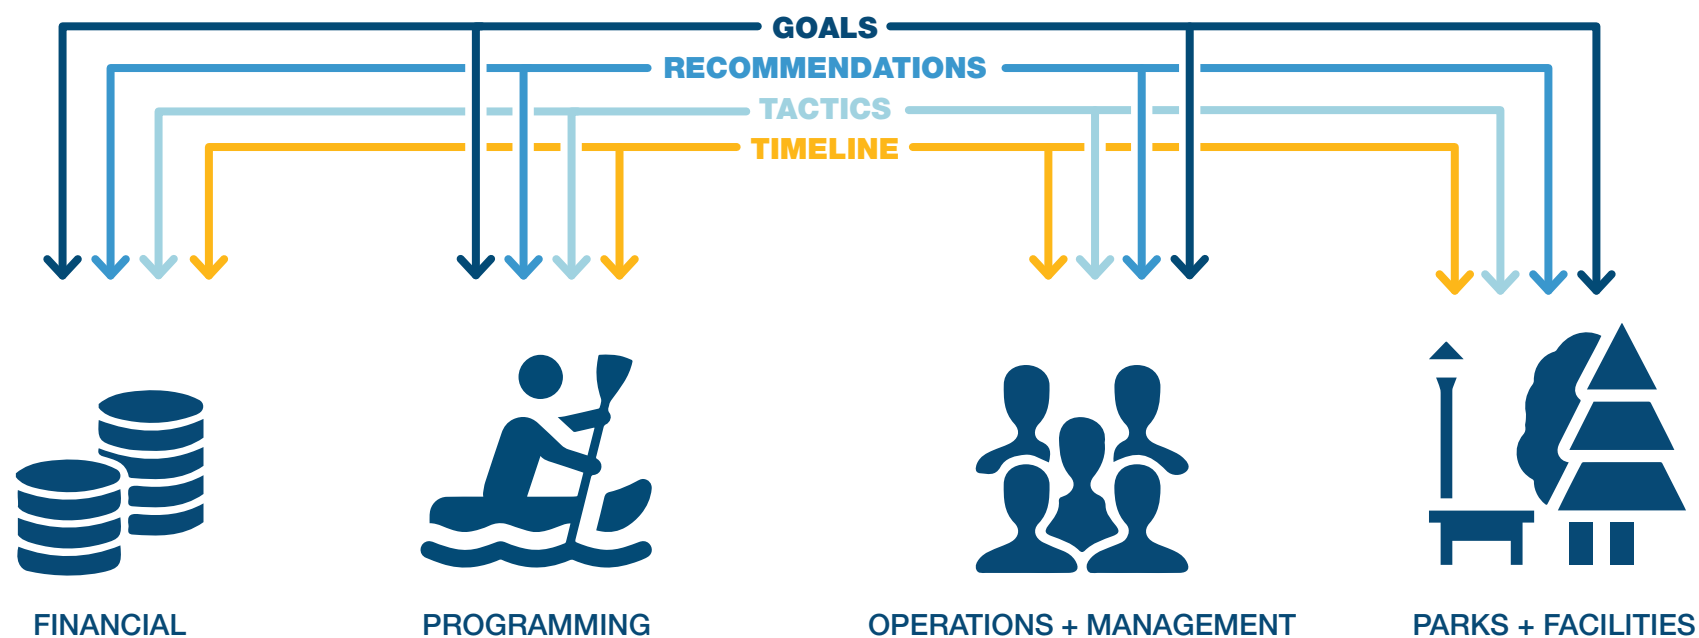 GOALS
RECOMMENDATIONS
TACTICS
TIMELINE
FINANCIAL
PROGRAMMING
OPERATIONS + MANAGEMENT
PARKS + FACILITIES